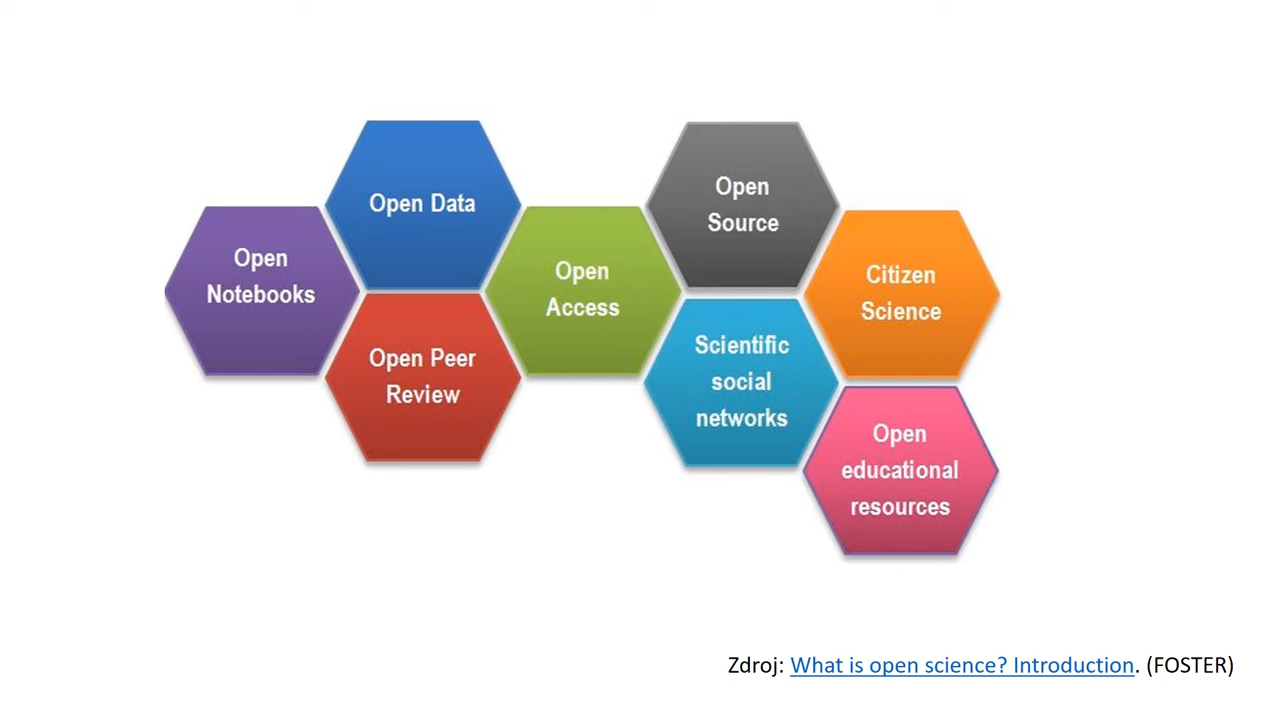 Open
Notebooks
Open Data
Open Peer
Review
Open
Access
Open
Source
Scientific
social
networks
Citizen
Science
Open
educational
resources
Zdroj: What is open science? Introduction. (FOSTER)